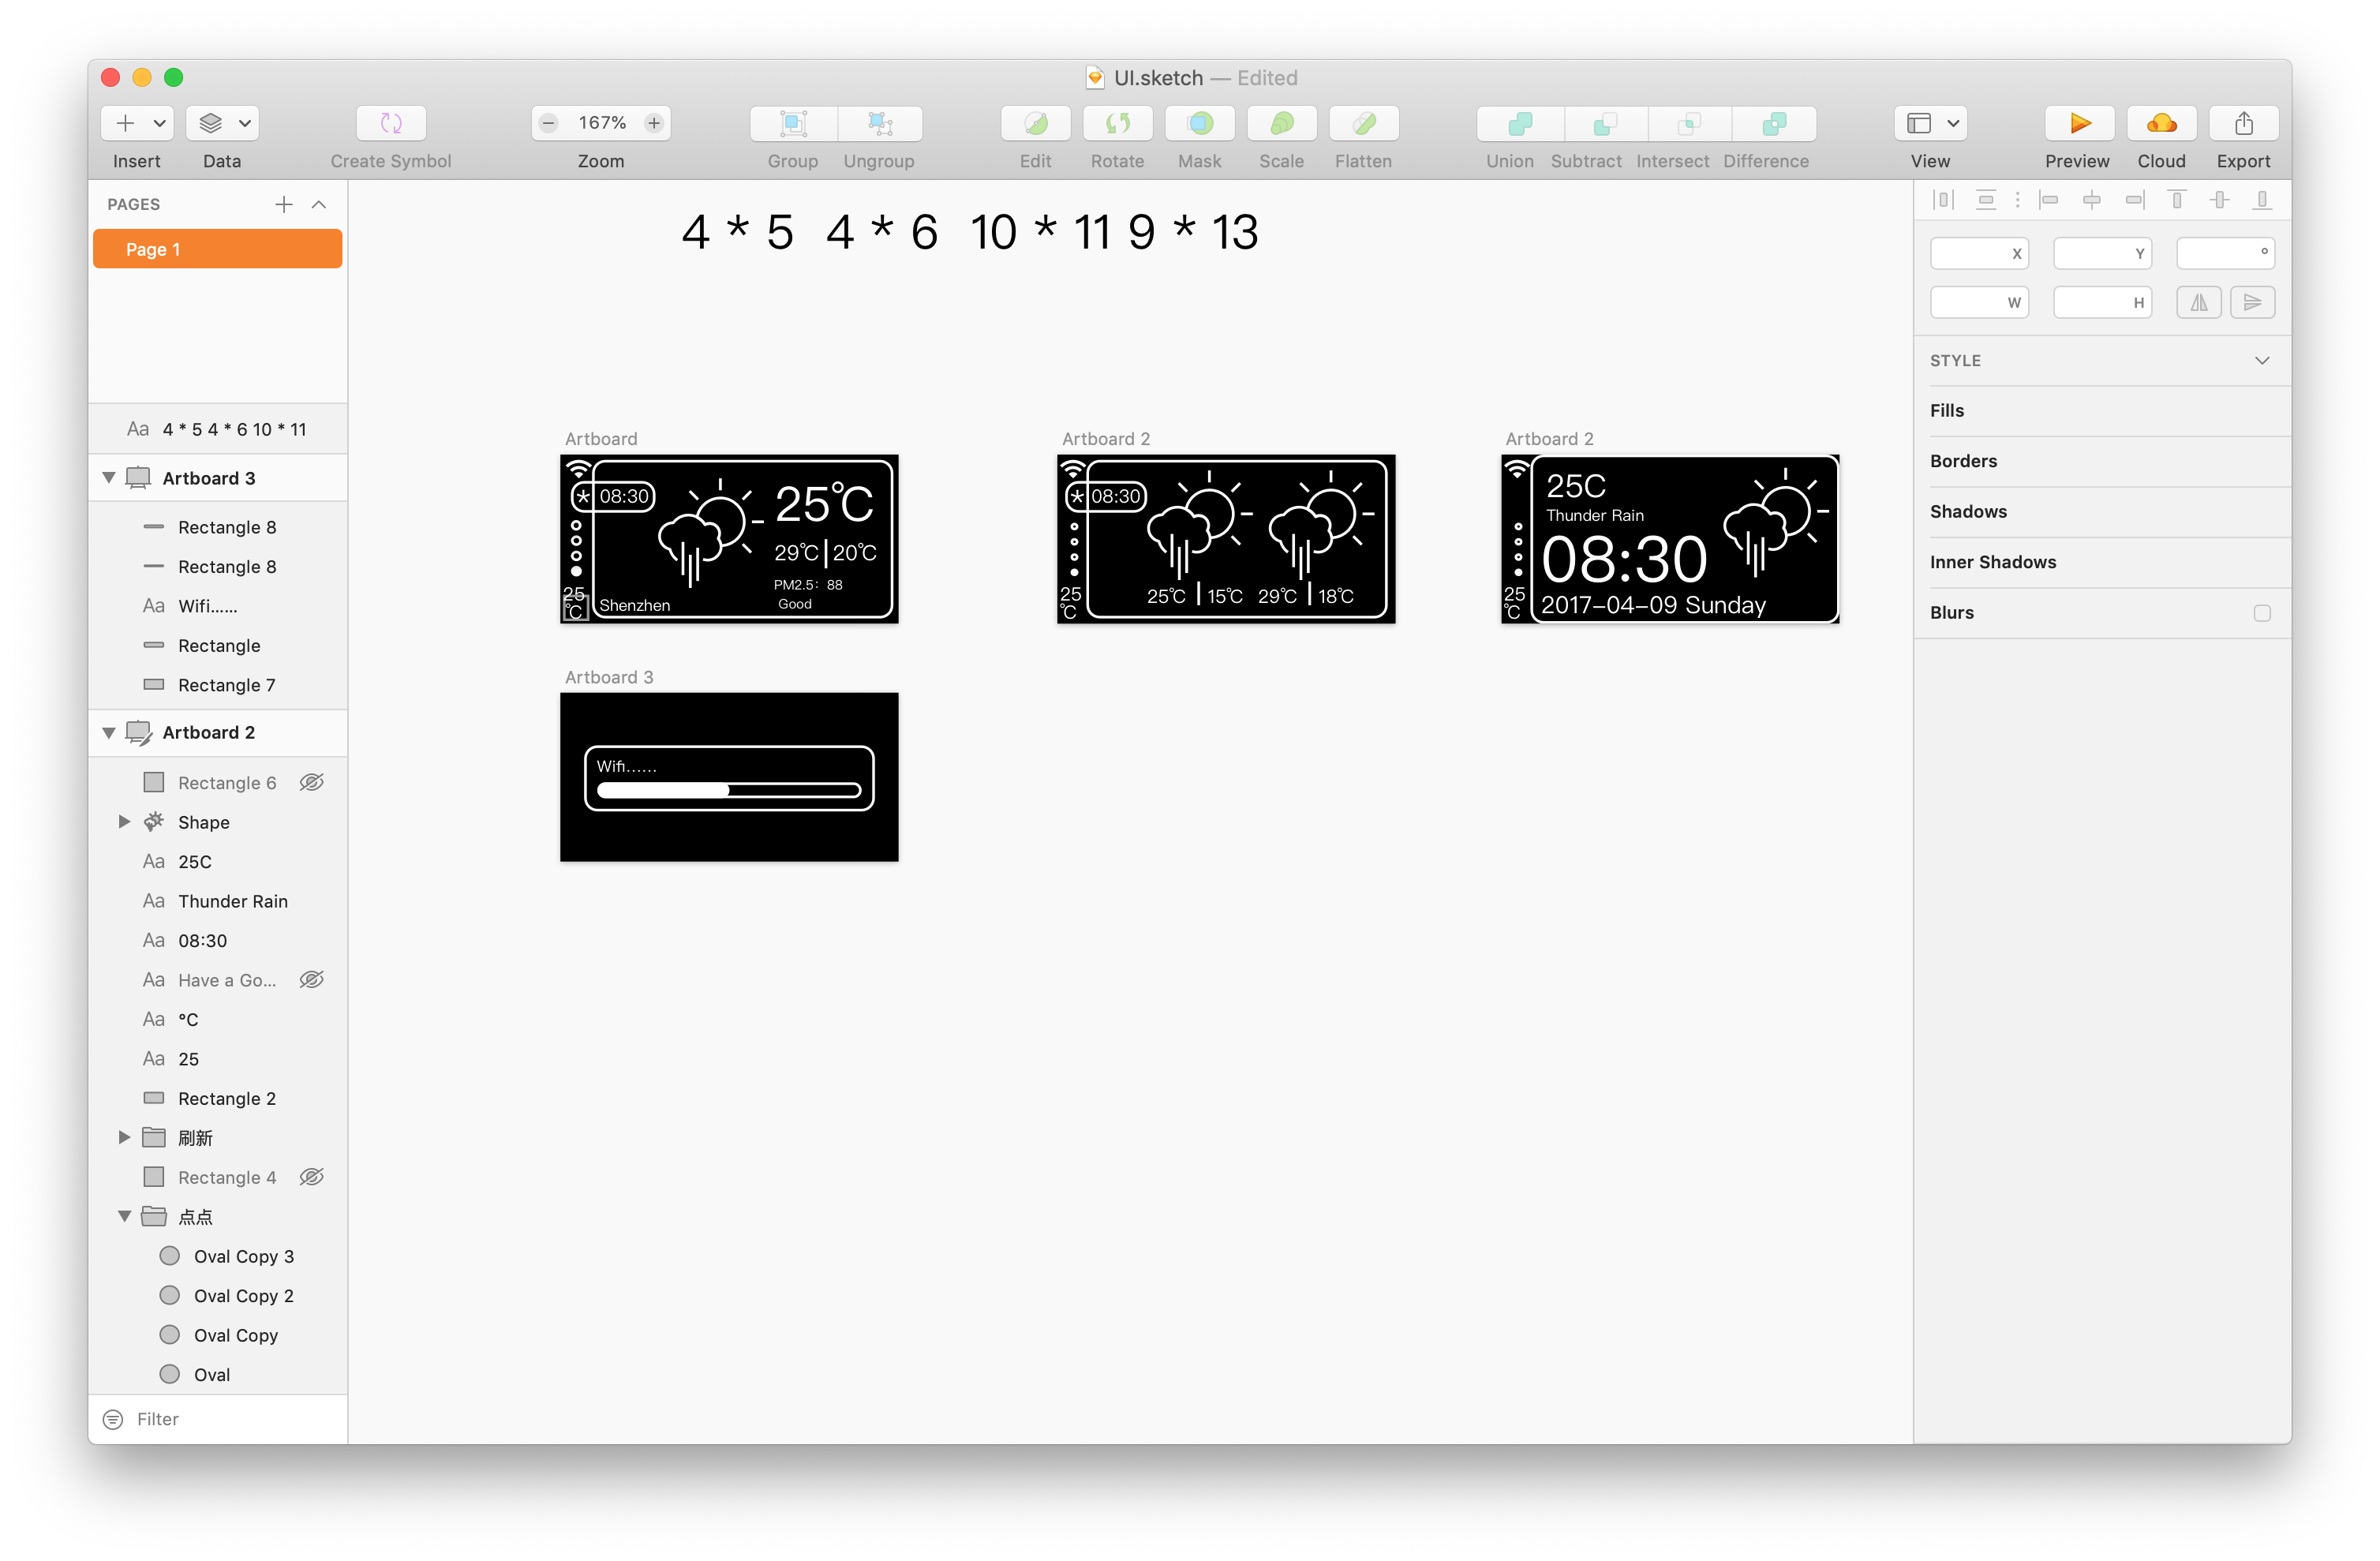 UI.sketch — Edited
167%
Insert Data Create Symbol Zoom Group Ungroup Edit Rotate Mask Scale Flatten Union Subtract Intersect Difference View Preview Cloud Export
PAGES
Page 1
Aa 4 * 5 4 * 6 10 * 11
Artboard 3
Rectangle 8
Rectangle 8
Aa Wifi……
Rectangle
Rectangle 7
Artboard 2
Rectangle 6
Shape
Aa 25C
Aa Thunder Rain
Aa 08:30
Aa Have a Go...
Aa °C
Aa 25
Rectangle 2
刷新
Rectangle 4
点点
Oval Copy 3
Oval Copy 2
Oval Copy
Oval
Filter
4 * 5 4 * 6 10 * 11 9 * 13
Artboard
* 08:30
25℃
29℃ 20℃
PM2.5: 88
Good
25
℃
Shenzhen
Artboard 2
* 08:30
25
℃
25℃ 15℃ 29℃ 18℃
Artboard 2
25C
Thunder Rain
08:30
2017-04-09 Sunday
25
℃
Artboard 3
Wifi……
X Y °
W H
STYLE
Fills
Borders
Shadows
Inner Shadows
Blurs